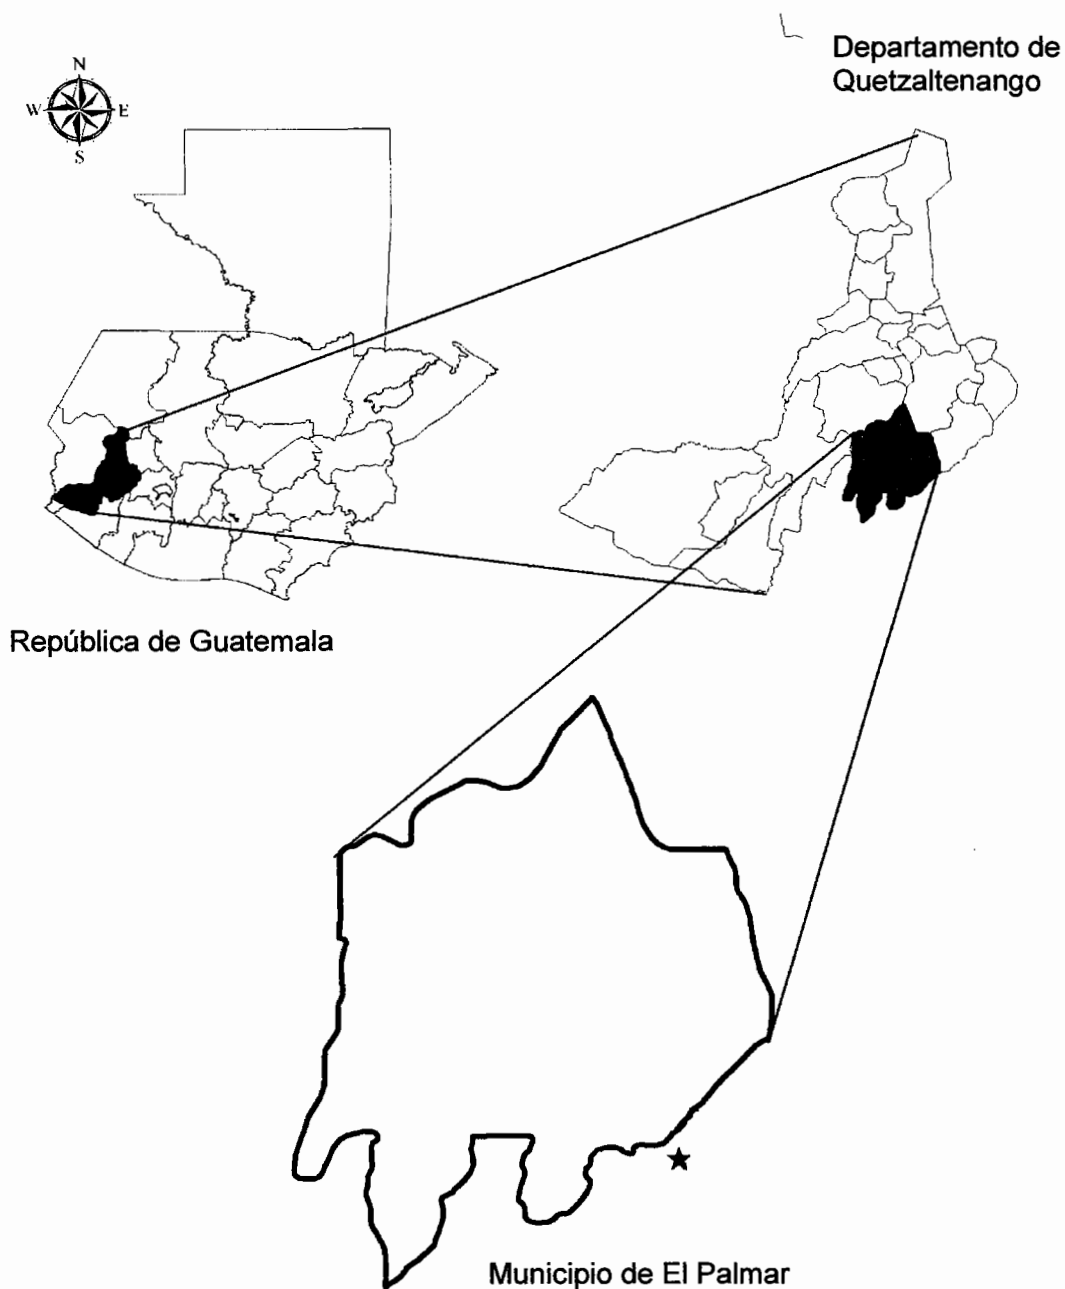 Departamento de
Quetzaltenango
N
W E
S
República de Guatemala
Municipio de El Palmar